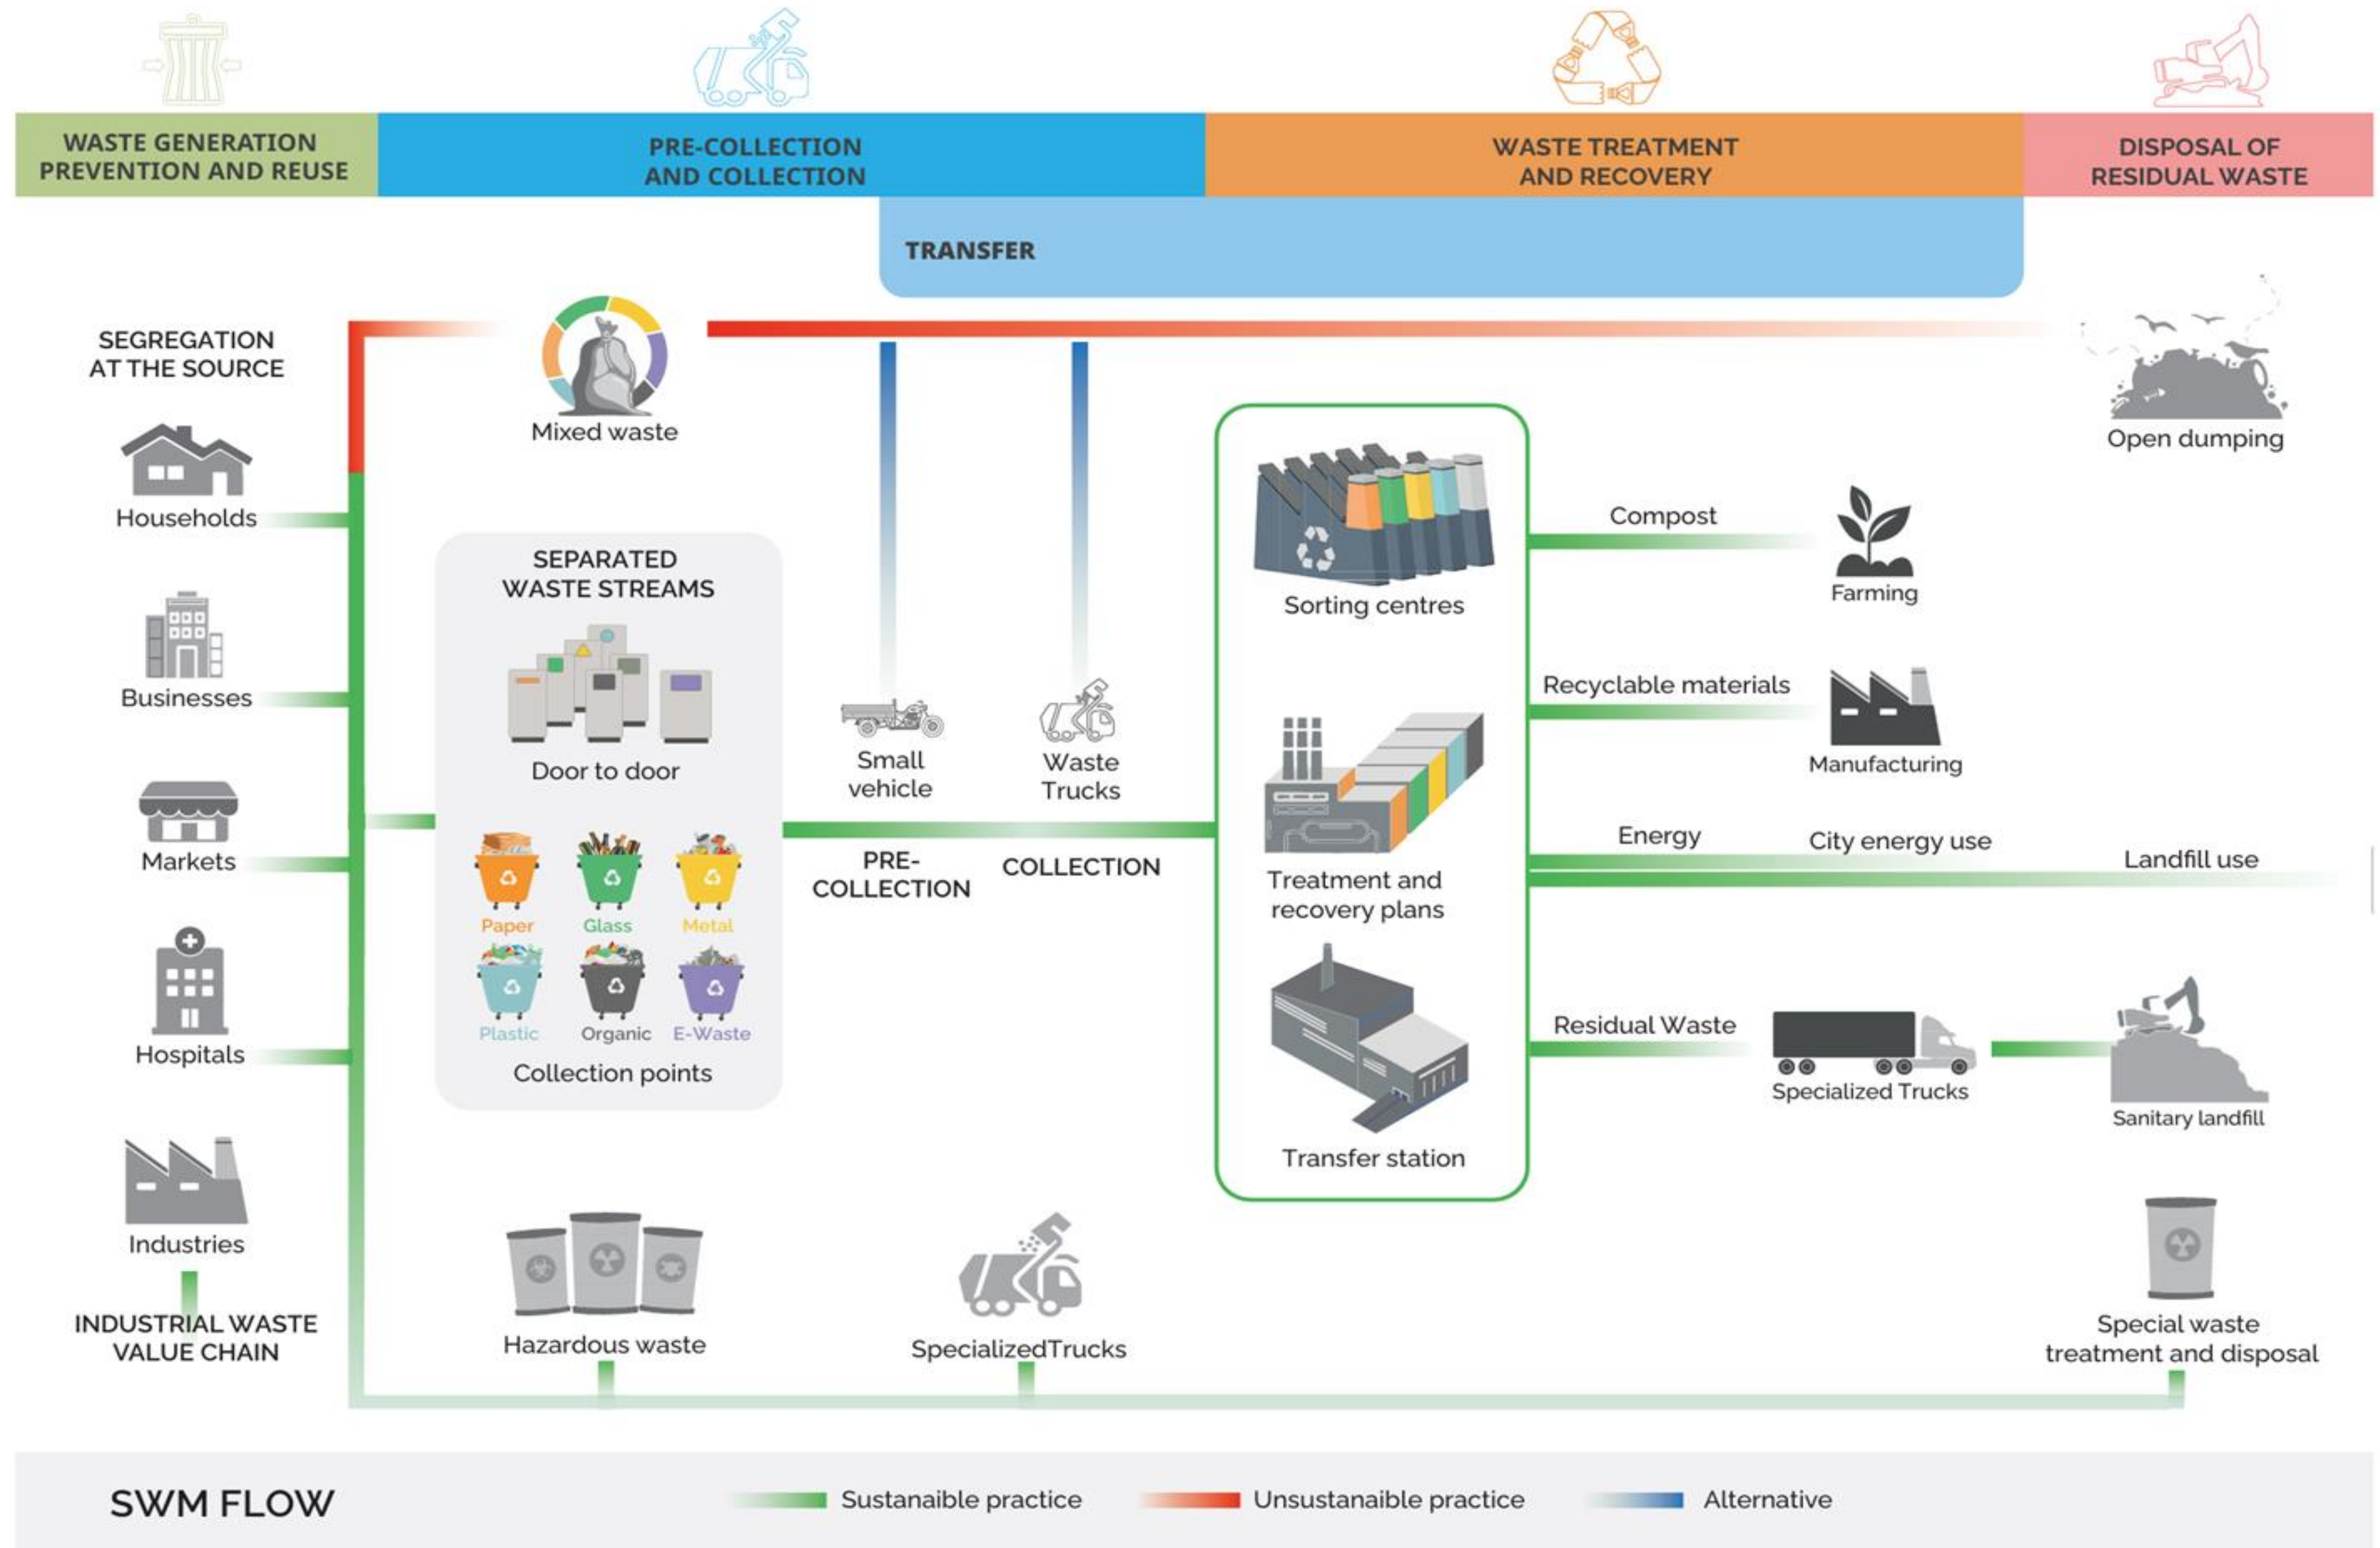 WASTE GENERATION
PREVENTION AND REUSE
PRE-COLLECTION
AND COLLECTION
WASTE TREATMENT
AND RECOVERY
DISPOSAL OF
RESIDUAL WASTE
TRANSFER
SEGREGATION
AT THE SOURCE
Households
Businesses
Markets
Hospitals
Industries
INDUSTRIAL WASTE
VALUE CHAIN
Mixed waste
SEPARATED
WASTE STREAMS
Door to door
Paper
Glass
Metal
Plastic
Organic
E-Waste
Collection points
Hazardous waste
Small
vehicle
Waste
Trucks
PRE-
COLLECTION
COLLECTION
SpecializedTrucks
Sorting centres
Treatment and
recovery plans
Transfer station
Compost
Farming
Recyclable materials
Manufacturing
Energy
City energy use
Landfill use
Residual Waste
Specialized Trucks
Open dumping
Sanitary landfill
Special waste
treatment and disposal
SWM FLOW
Sustanaible practice
Unsustanaible practice
Alternative